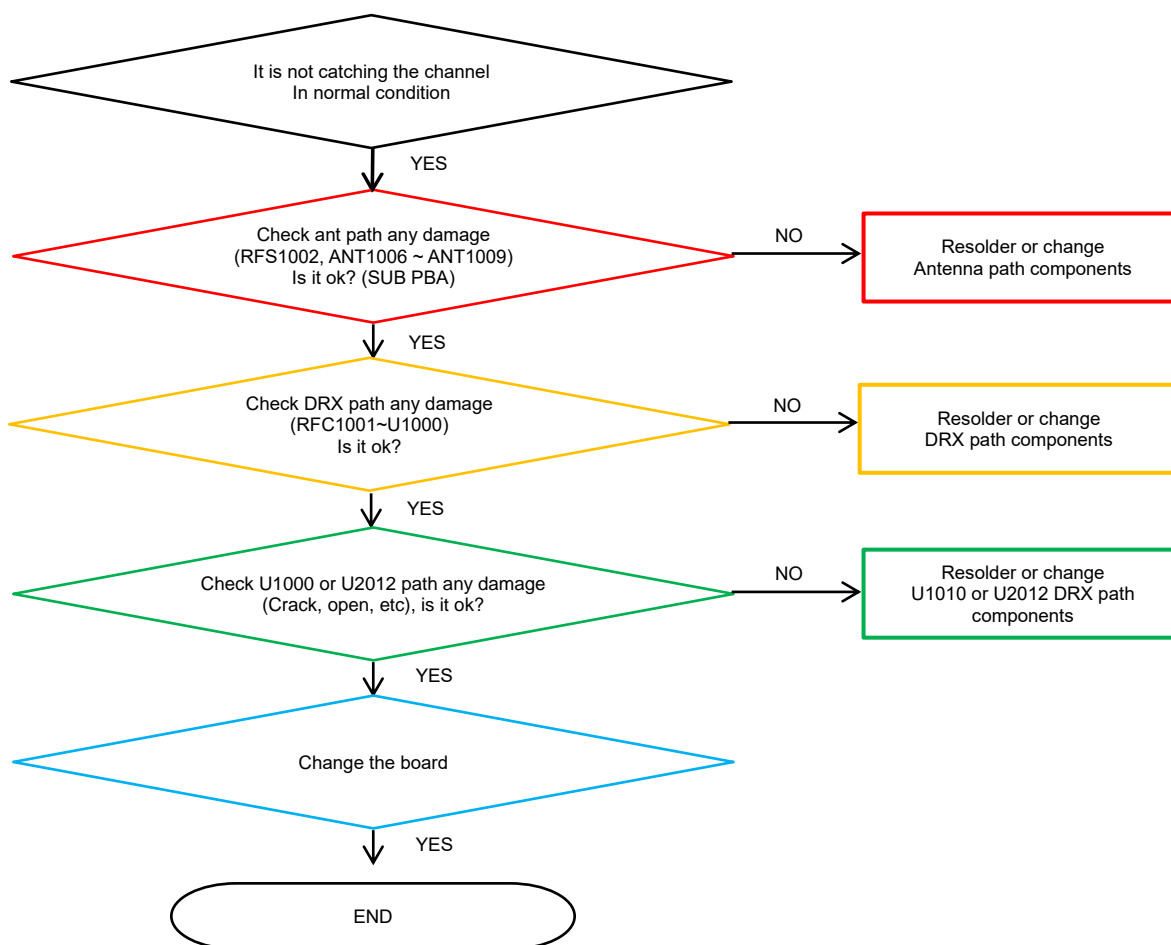 It is not catching the channel
In normal condition
YES
Check ant path any damage
(RFS1002, ANT1006 ~ ANT1009)
Is it ok? (SUB PBA)
NO
Resolder or change
Antenna path components
YES
Check DRX path any damage
(RFC1001~U1000)
Is it ok?
NO
Resolder or change
DRX path components
YES
Check U1000 or U2012 path any damage
(Crack, open, etc), is it ok?
NO
Resolder or change
U1010 or U2012 DRX path
components
YES
Change the board
YES
END